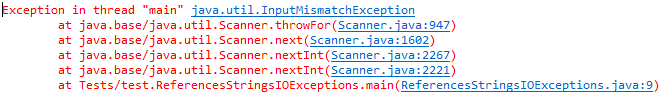 Exception in thread "main" java.util.InputMismatchException
at java.base/java.util.Scanner.throwFor(Scanner.java:947)
at java.base/java.util.Scanner.next(Scanner.java:1602)
at java.base/java.util.Scanner.nextInt(Scanner.java:2267)
at java.base/java.util.Scanner.nextInt(Scanner.java:2221)
at Tests/test.ReferencesStringsIOExceptions.main(ReferencesStringsIOExceptions.java:9)